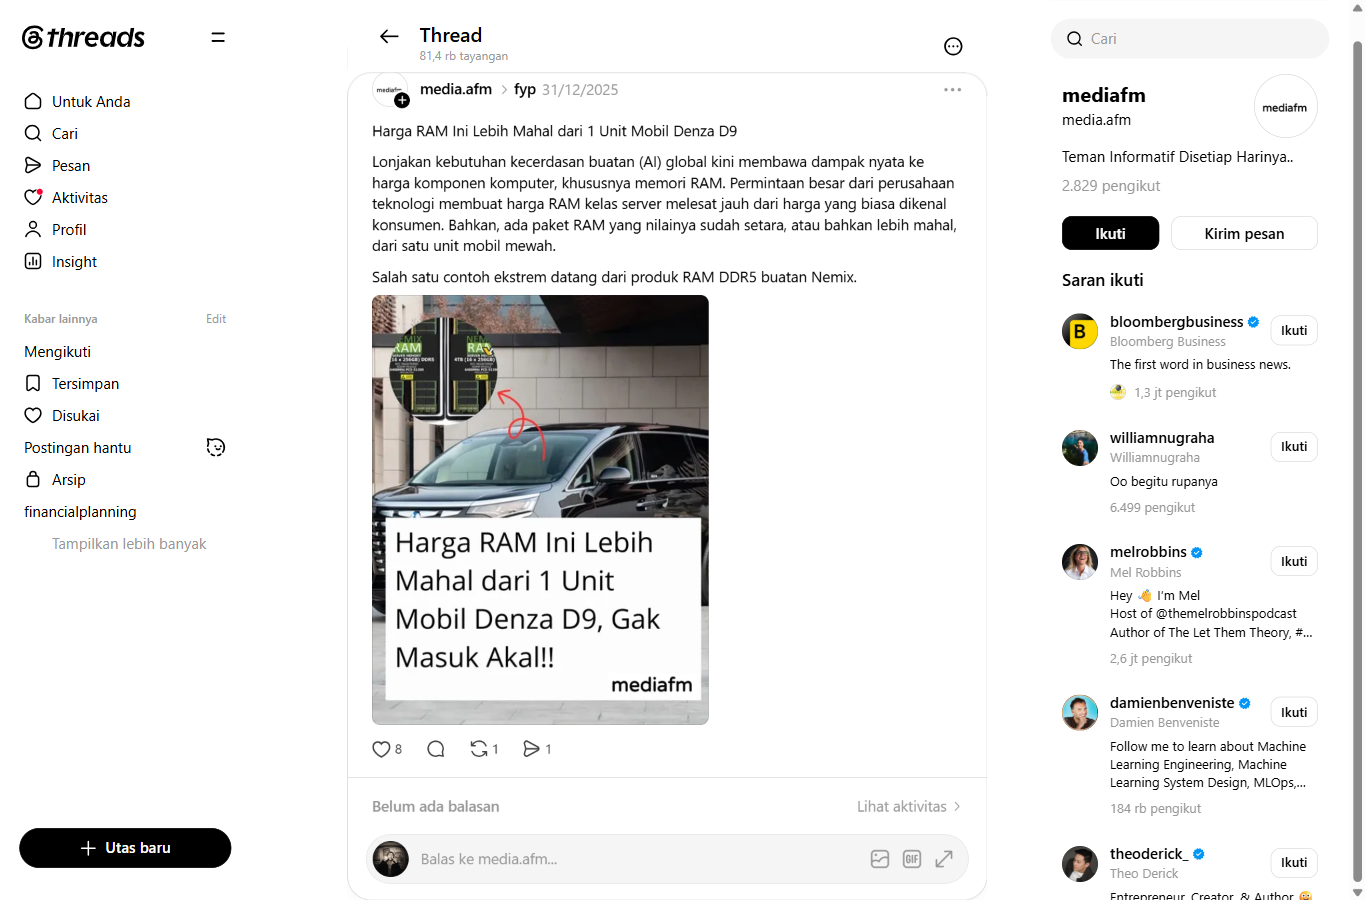 threads
Untuk Anda
Cari
Pesan
Aktivitas
Profil
Insight
Kabar lainnya
Edit
Mengikuti
Tersimpan
Disukai
Postingan hantu
Arsip
financialplanning
Tampilkan lebih banyak
Utas baru
Thread
81,4 rb tayangan
mediafm
media.afm > fyp 31/12/2025
Harga RAM Ini Lebih Mahal dari 1 Unit Mobil Denza D9
Lonjakan kebutuhan kecerdasan buatan (AI) global kini membawa dampak nyata ke
harga komponen komputer, khususnya memori RAM. Permintaan besar dari perusahaan
teknologi membuat harga RAM kelas server melesat jauh dari harga yang biasa dikenal
konsumen. Bahkan, ada paket RAM yang nilainya sudah setara, atau bahkan lebih mahal,
dari satu unit mobil mewah.
Salah satu contoh ekstrem datang dari produk RAM DDR5 buatan Nemix.
RAM
Harga RAM Ini Lebih
Mahal dari 1 Unit
Mobil Denza D9, Gak
Masuk Akal!!
mediafm
8
1
1
Belum ada balasan
Lihat aktivitas
Balas ke media.afm...
GIF
Cari
mediafm
media.afm
mediafm
Teman Informatif Disetiap Harinya..
2.829 pengikut
Ikuti
Kirim pesan
Saran ikuti
B
bloombergbusiness
Bloomberg Business
Ikuti
The first word in business news.
1,3 jt pengikut
williamnugraha
Williamnugraha
Ikuti
Oo begitu rupanya
6.499 pengikut
melrobbins
Mel Robbins
Ikuti
Hey 👋 I'm Mel
Host of @themelrobbinspodcast
Author of The Let Them Theory, #...
2,6 jt pengikut
damienbenveniste
Damien Benveniste
Ikuti
Follow me to learn about Machine
Learning Engineering, Machine
Learning System Design, MLOps,...
184 rb pengikut
theoderick_
Theo Derick
Ikuti
Entrepreneur, Creator, & Author